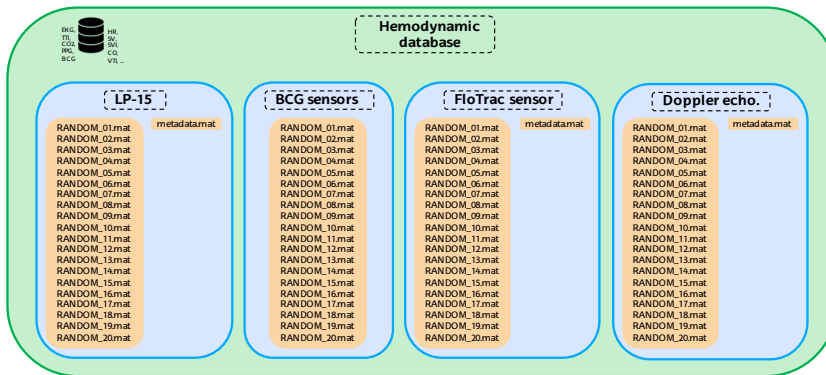 EKG,
TTI,
CO2,
PPG,
BCG
HR,
SV,
SVI,
CO,
VTI, ...
Hemodynamic
database
LP-15
RANDOM_01.mat
RANDOM_02.mat
RANDOM_03.mat
RANDOM_04.mat
RANDOM_05.mat
RANDOM_06.mat
RANDOM_07.mat
RANDOM_08.mat
RANDOM_09.mat
RANDOM_10.mat
RANDOM_11.mat
RANDOM_12.mat
RANDOM_13.mat
RANDOM_14.mat
RANDOM_15.mat
RANDOM_16.mat
RANDOM_17.mat
RANDOM_18.mat
RANDOM_19.mat
RANDOM_20.mat
metadata.mat
BCG sensors
RANDOM_01.mat
RANDOM_02.mat
RANDOM_03.mat
RANDOM_04.mat
RANDOM_05.mat
RANDOM_06.mat
RANDOM_07.mat
RANDOM_08.mat
RANDOM_09.mat
RANDOM_10.mat
RANDOM_11.mat
RANDOM_12.mat
RANDOM_13.mat
RANDOM_14.mat
RANDOM_15.mat
RANDOM_16.mat
RANDOM_17.mat
RANDOM_18.mat
RANDOM_19.mat
RANDOM_20.mat
FloTrac sensor
RANDOM_01.mat
RANDOM_02.mat
RANDOM_03.mat
RANDOM_04.mat
RANDOM_05.mat
RANDOM_06.mat
RANDOM_07.mat
RANDOM_08.mat
RANDOM_09.mat
RANDOM_10.mat
RANDOM_11.mat
RANDOM_12.mat
RANDOM_13.mat
RANDOM_14.mat
RANDOM_15.mat
RANDOM_16.mat
RANDOM_17.mat
RANDOM_18.mat
RANDOM_19.mat
RANDOM_20.mat
metadata.mat
Doppler echo.
RANDOM_01.mat
RANDOM_02.mat
RANDOM_03.mat
RANDOM_04.mat
RANDOM_05.mat
RANDOM_06.mat
RANDOM_07.mat
RANDOM_08.mat
RANDOM_09.mat
RANDOM_10.mat
RANDOM_11.mat
RANDOM_12.mat
RANDOM_13.mat
RANDOM_14.mat
RANDOM_15.mat
RANDOM_16.mat
RANDOM_17.mat
RANDOM_18.mat
RANDOM_19.mat
RANDOM_20.mat
metadata.mat